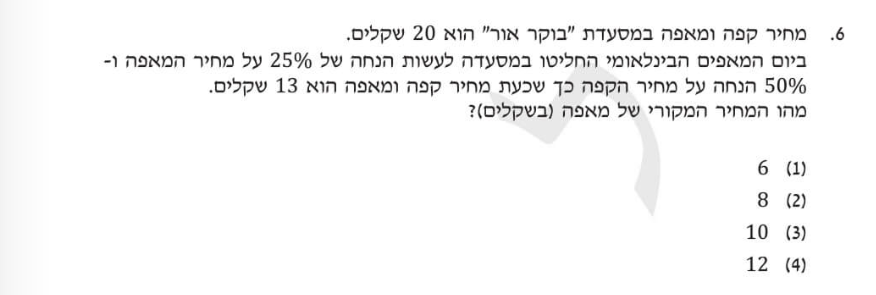 6. מחיר קפה ומאפה במסעדת "בוקר אור" הוא 20 שקלים.
ביום המאפים הבינלאומי החליטו במסעדה לעשות הנחה של 25% על מחיר המאפה ו-
50% הנחה על מחיר הקפה כך שכעת מחיר קפה ומאפה הוא 13 שקלים.
מהו המחיר המקורי של מאפה (בשקלים)?
(1) 6
(2) 8
(3) 10
(4) 12